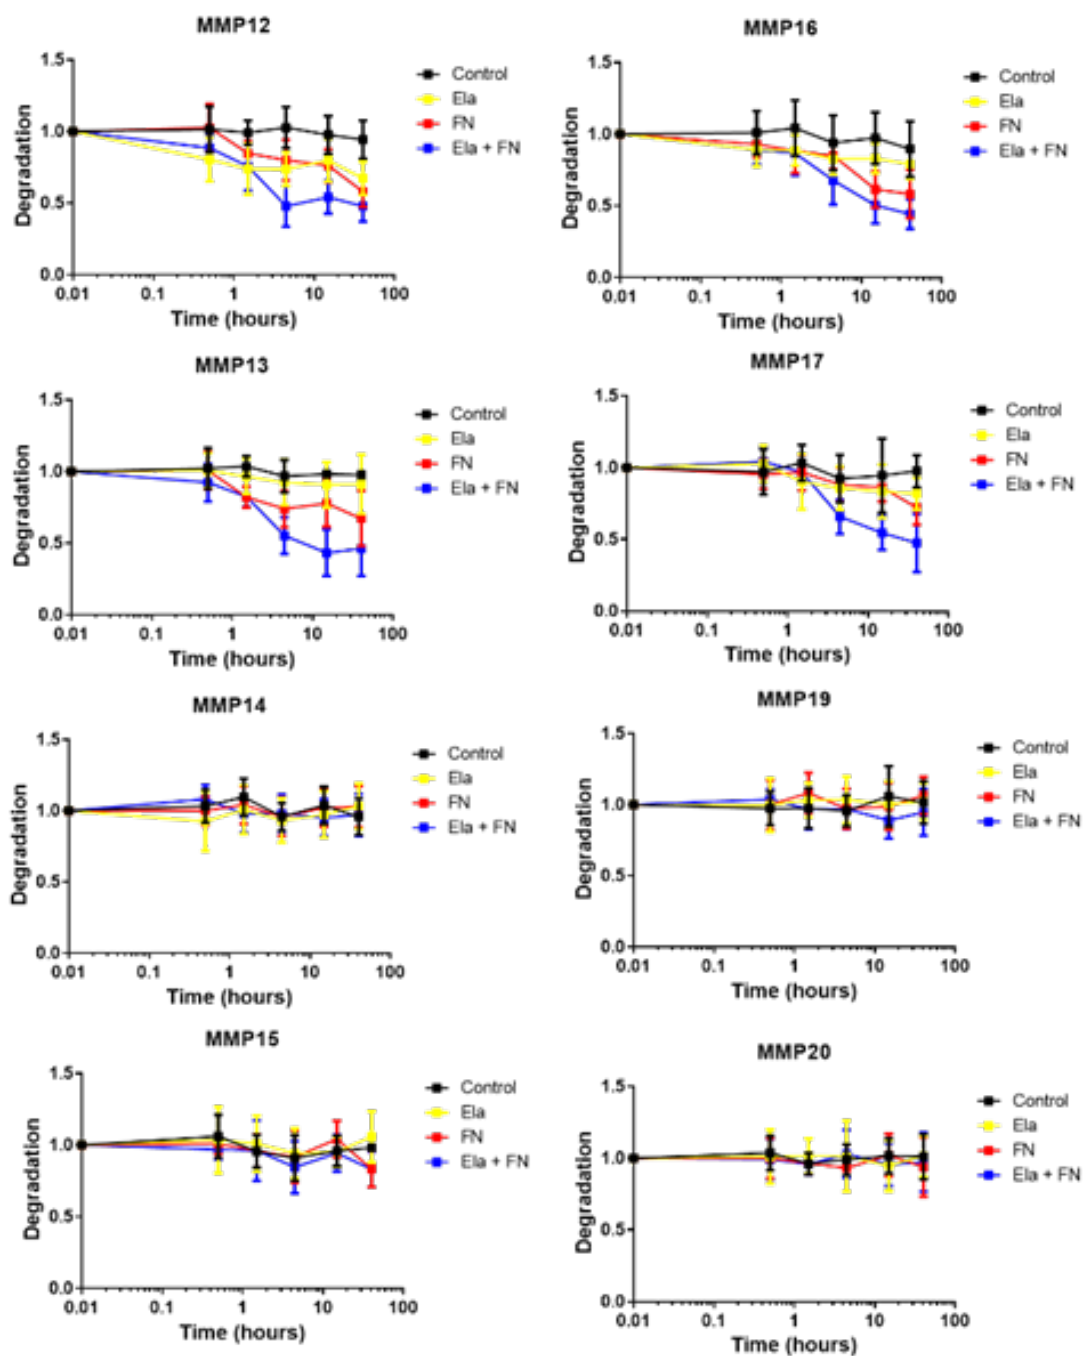 MMP12
1.5
1.0
0.5
0.0
Degradation
0.01 0.1 1 10 100
Time (hours)
Control
Ela
FN
Ela + FN
MMP16
1.5
1.0
0.5
0.0
Degradation
0.01 0.1 1 10 100
Time (hours)
Control
Ela
FN
Ela + FN
MMP13
1.5
1.0
0.5
0.0
Degradation
0.01 0.1 1 10 100
Time (hours)
Control
Ela
FN
Ela + FN
MMP17
1.5
1.0
0.5
0.0
Degradation
0.01 0.1 1 10 100
Time (hours)
Control
Ela
FN
Ela + FN
MMP14
1.5
1.0
0.5
0.0
Degradation
0.01 0.1 1 10 100
Time (hours)
Control
Ela
FN
Ela + FN
MMP19
1.5
1.0
0.5
0.0
Degradation
0.01 0.1 1 10 100
Time (hours)
Control
Ela
FN
Ela + FN
MMP15
1.5
1.0
0.5
0.0
Degradation
0.01 0.1 1 10 100
Time (hours)
Control
Ela
FN
Ela + FN
MMP20
1.5
1.0
0.5
0.0
Degradation
0.01 0.1 1 10 100
Time (hours)
Control
Ela
FN
Ela + FN